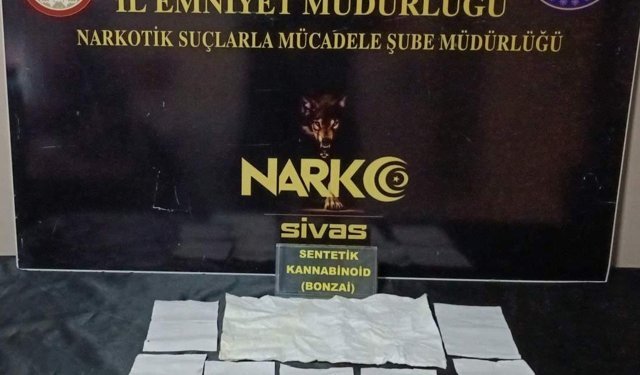 İL EMNİYET MÜDÜRLÜĞÜ
NARKOTİK SUÇLARLA MÜCADELE ŞUBE MÜDÜRLÜĞÜ
NARKO
sivas
SENTETİK
KANNABİNOİD
(BONZAİ)